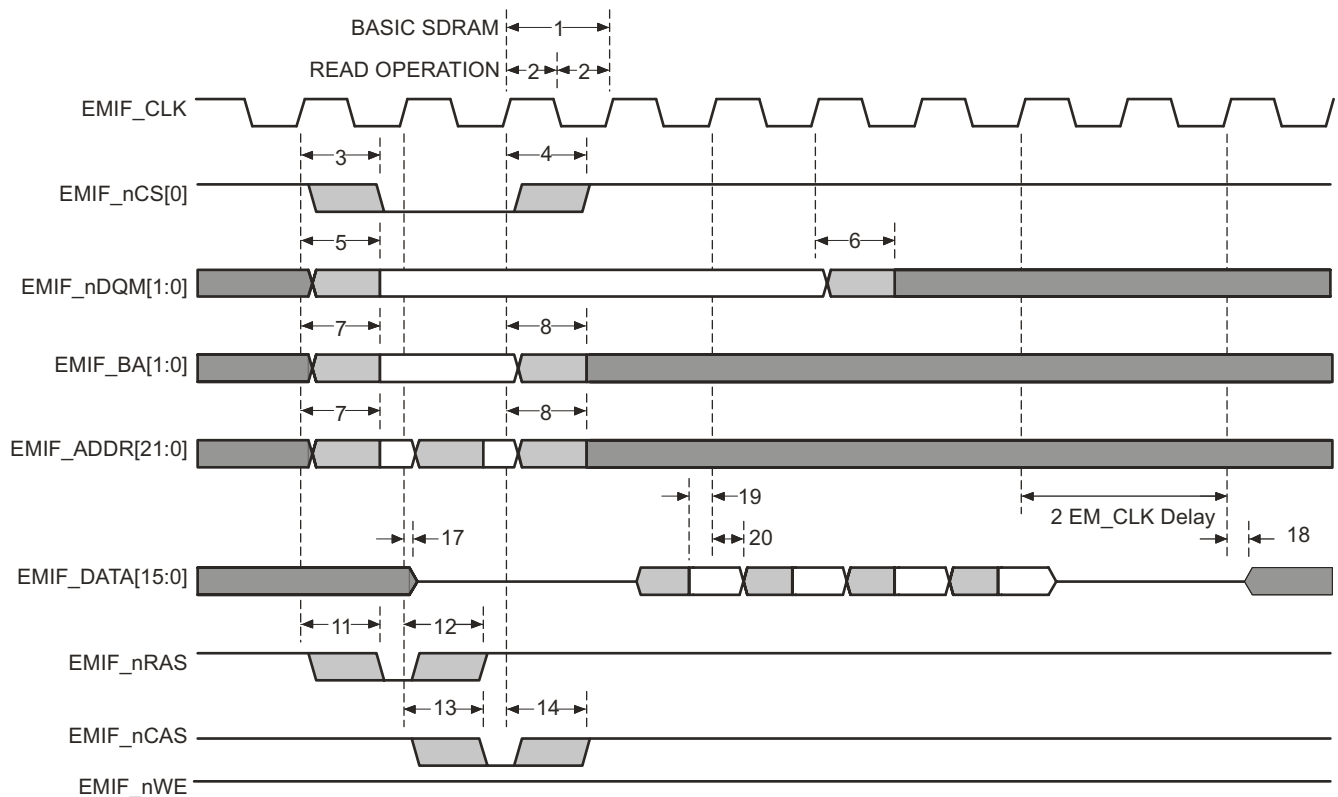 BASIC SDRAM
1
READ OPERATION
2 2
EMIF_CLK
3 4
EMIF_nCS[0]
5 6
EMIF_nDQM[1:0]
7 8
EMIF_BA[1:0]
7 8
EMIF_ADDR[21:0]
19
2 EM_CLK Delay
17 20 18
EMIF_DATA[15:0]
11 12
EMIF_nRAS
13 14
EMIF_nCAS
EMIF_nWE